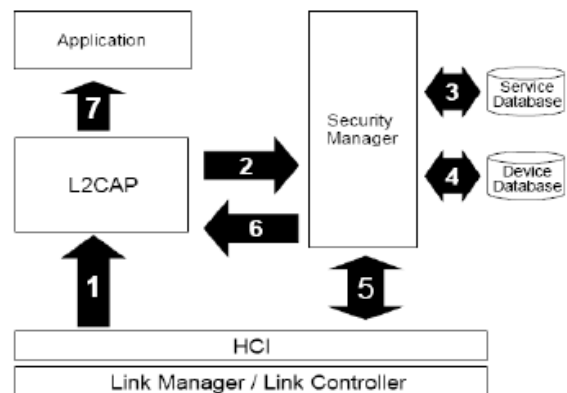 Application
7
L2CAP
2
6
1
Security
Manager
3
Service
Database
4
Device
Database
5
HCI
Link Manager / Link Controller